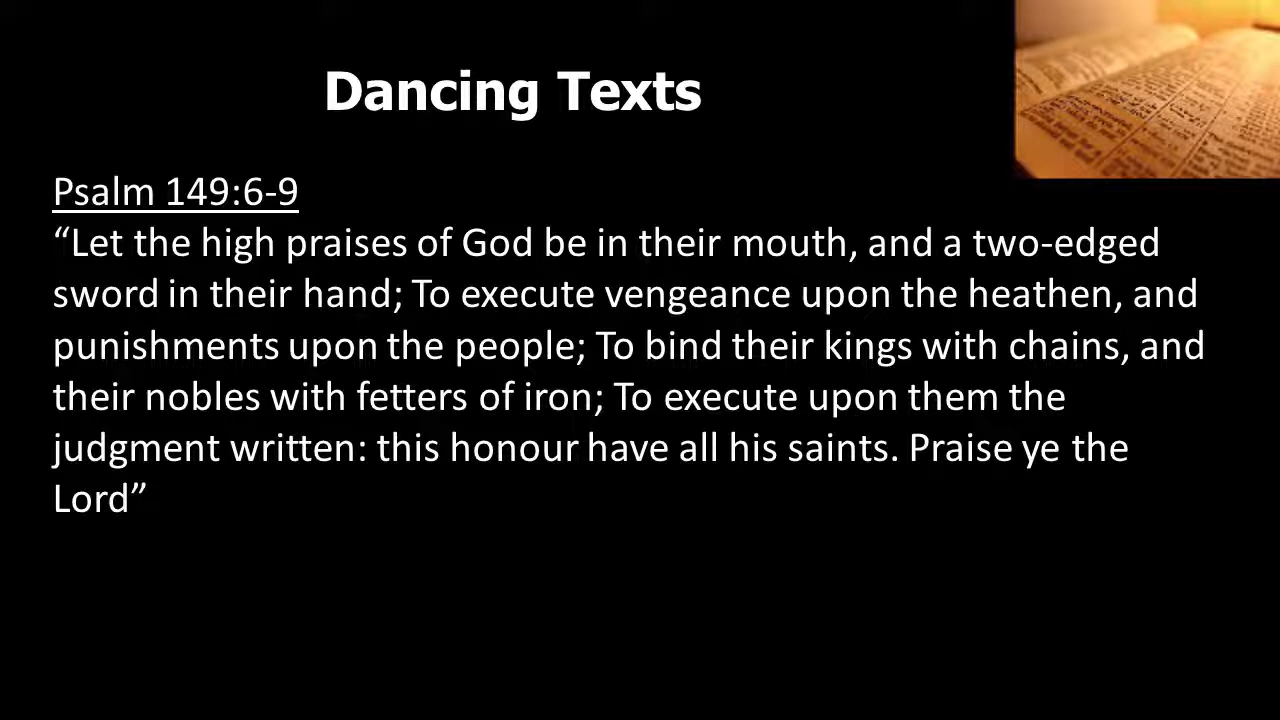 Dancing Texts
Psalm 149:6-9
“Let the high praises of God be in their mouth, and a two-edged
sword in their hand; To execute vengeance upon the heathen, and
punishments upon the people; To bind their kings with chains, and
their nobles with fetters of iron; To execute upon them the
judgment written: this honour have all his saints. Praise ye the
Lord”